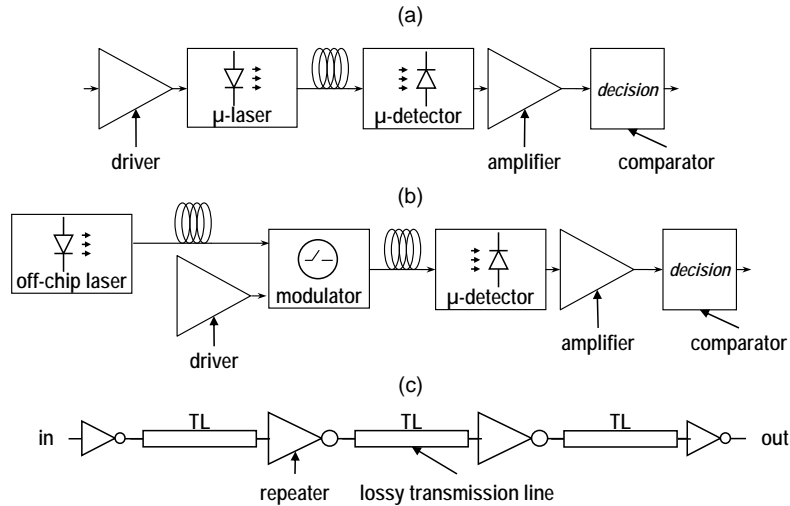 (a)
µ-laser
µ-detector
decision
driver
amplifier
comparator
(b)
off-chip laser
modulator
µ-detector
decision
driver
amplifier
comparator
(c)
in
TL
TL
TL
out
repeater
lossy transmission line